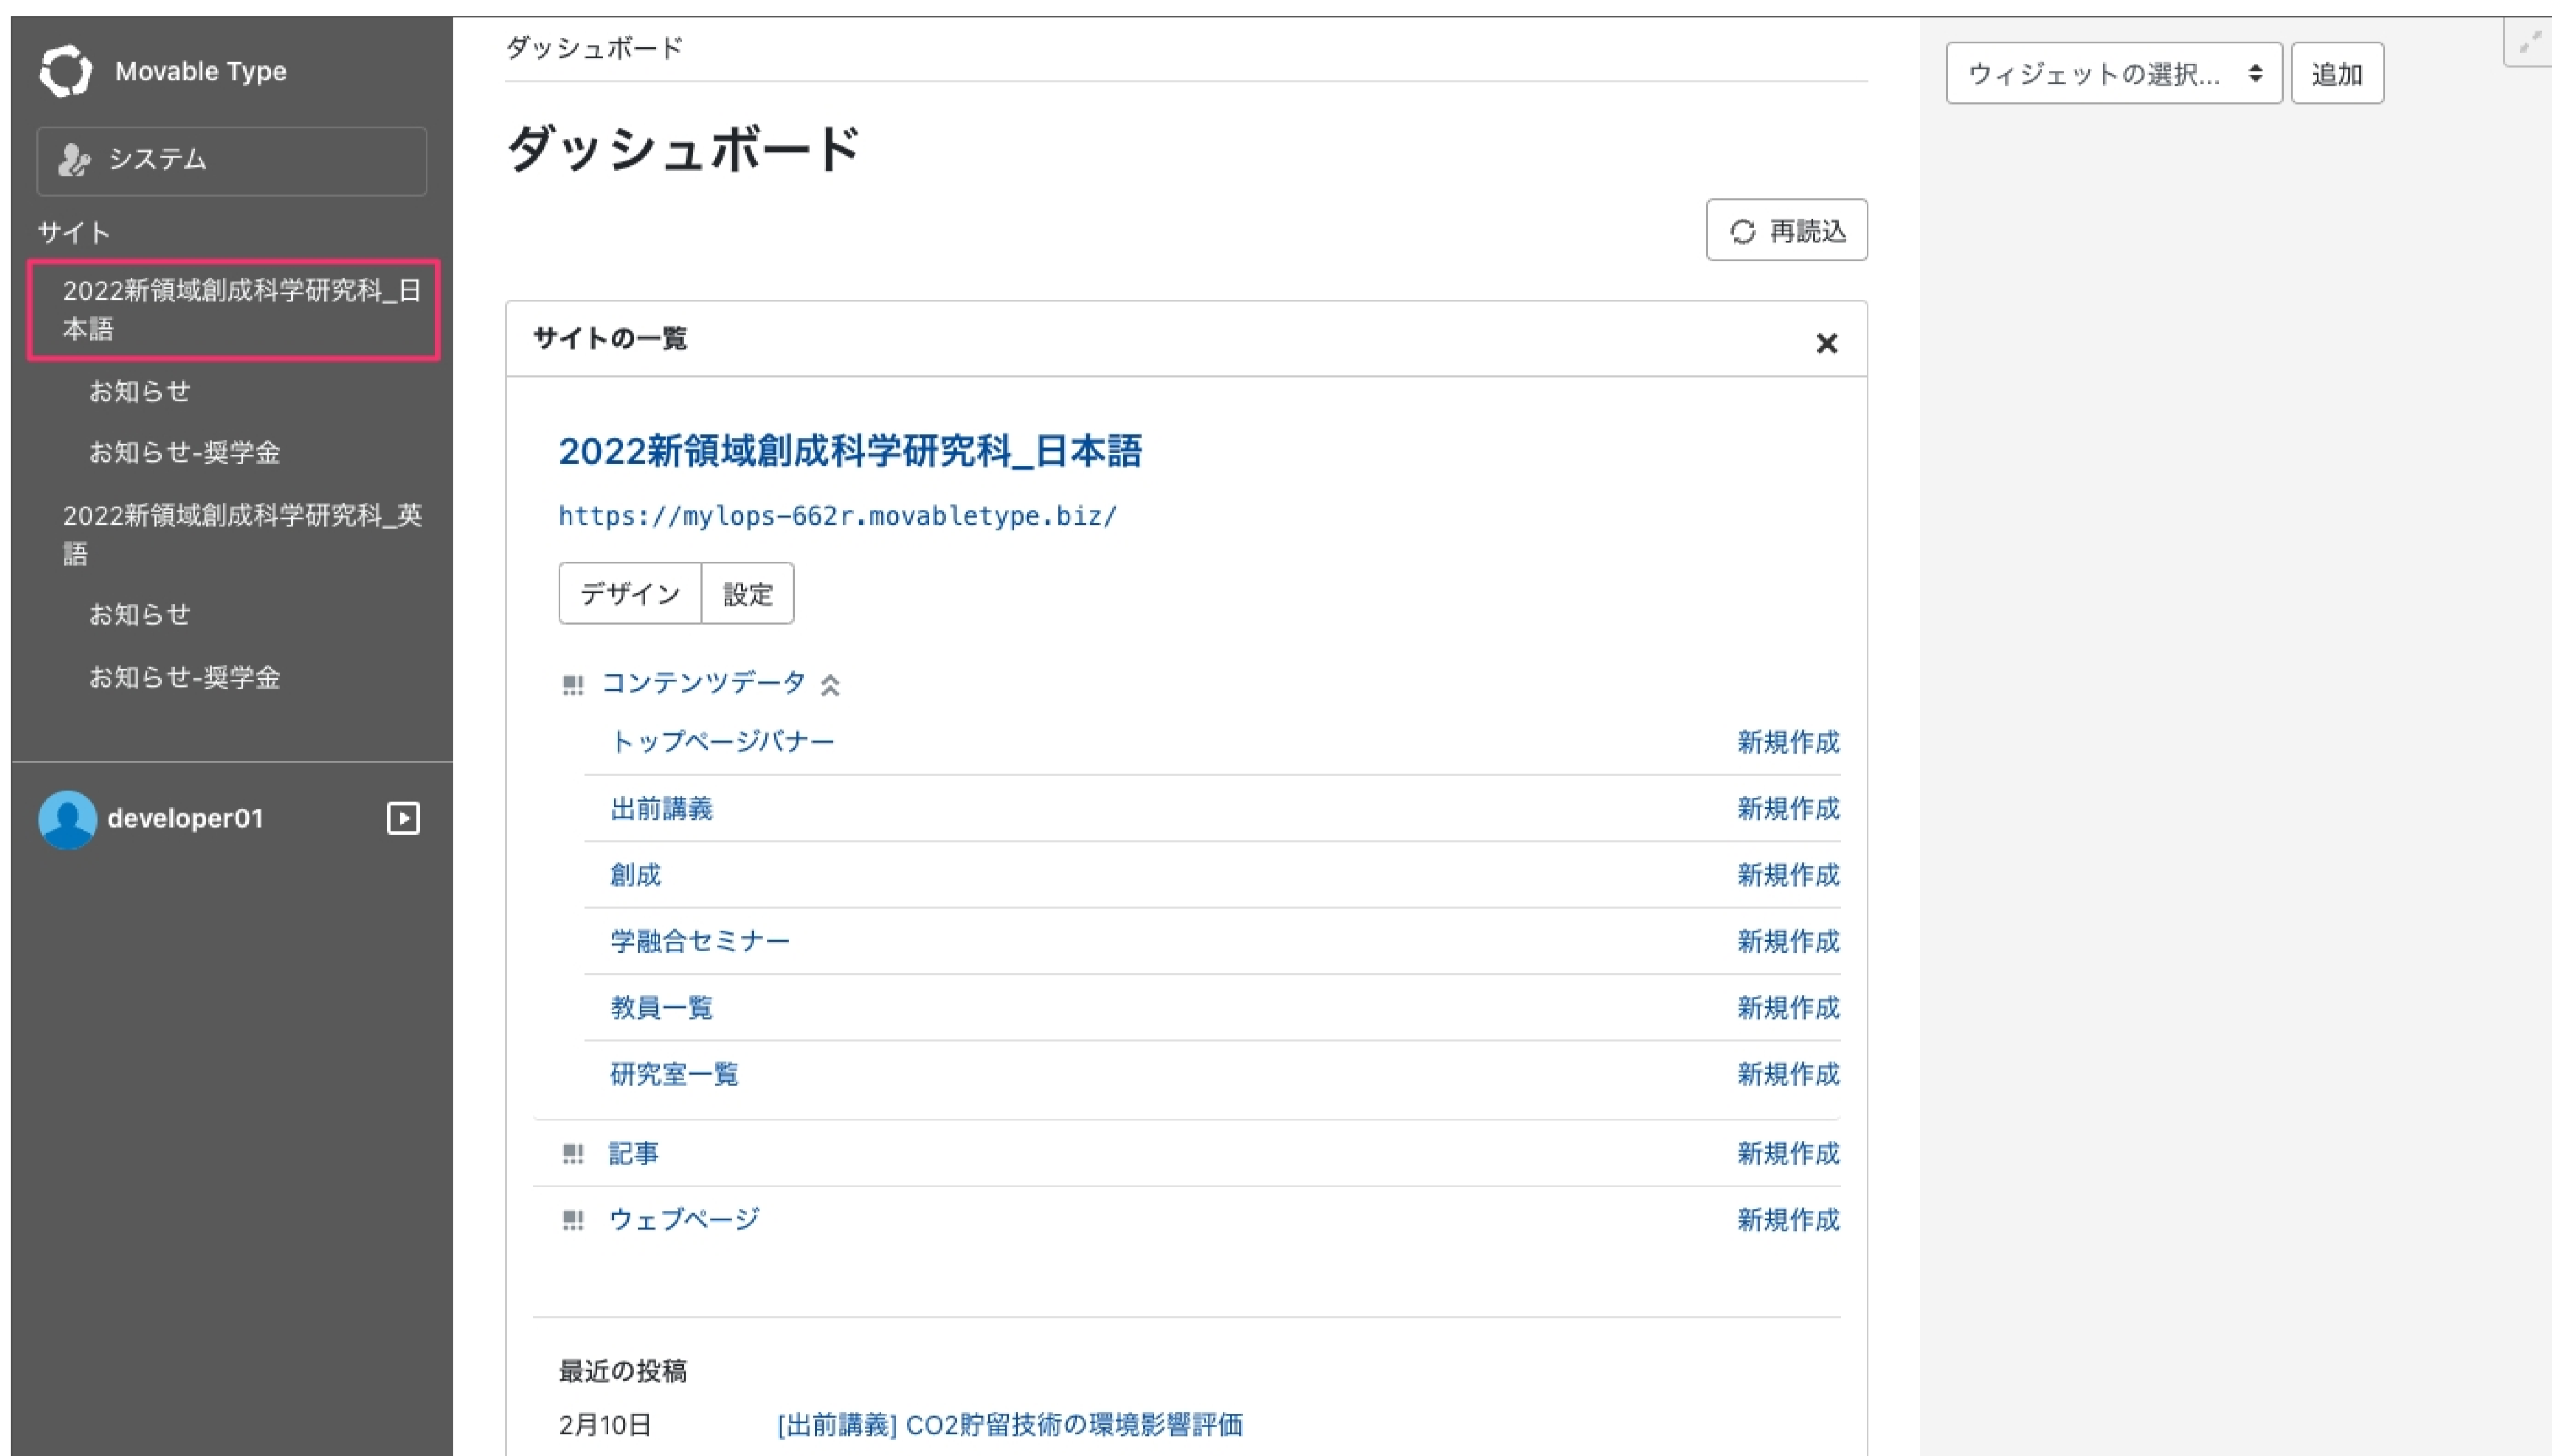 Movable Type
システム
サイト
2022新領域創成科学研究科_日
本語
お知らせ
お知らせ-奨学金
2022新領域創成科学研究科_英
語
お知らせ
お知らせ-奨学金
developer01
ダッシュボード
ダッシュボード
再読込
サイトの一覧
2022新領域創成科学研究科_日本語
https://mylops-662r.movabletype.biz/
デザイン 設定
コンテンツデータ
トップページバナー 新規作成
出前講義 新規作成
創成 新規作成
学融合セミナー 新規作成
教員一覧 新規作成
研究室一覧 新規作成
記事 新規作成
ウェブページ 新規作成
最近の投稿
2月10日 [出前講義] CO2貯留技術の環境影響評価
ウィジェットの選択... 追加